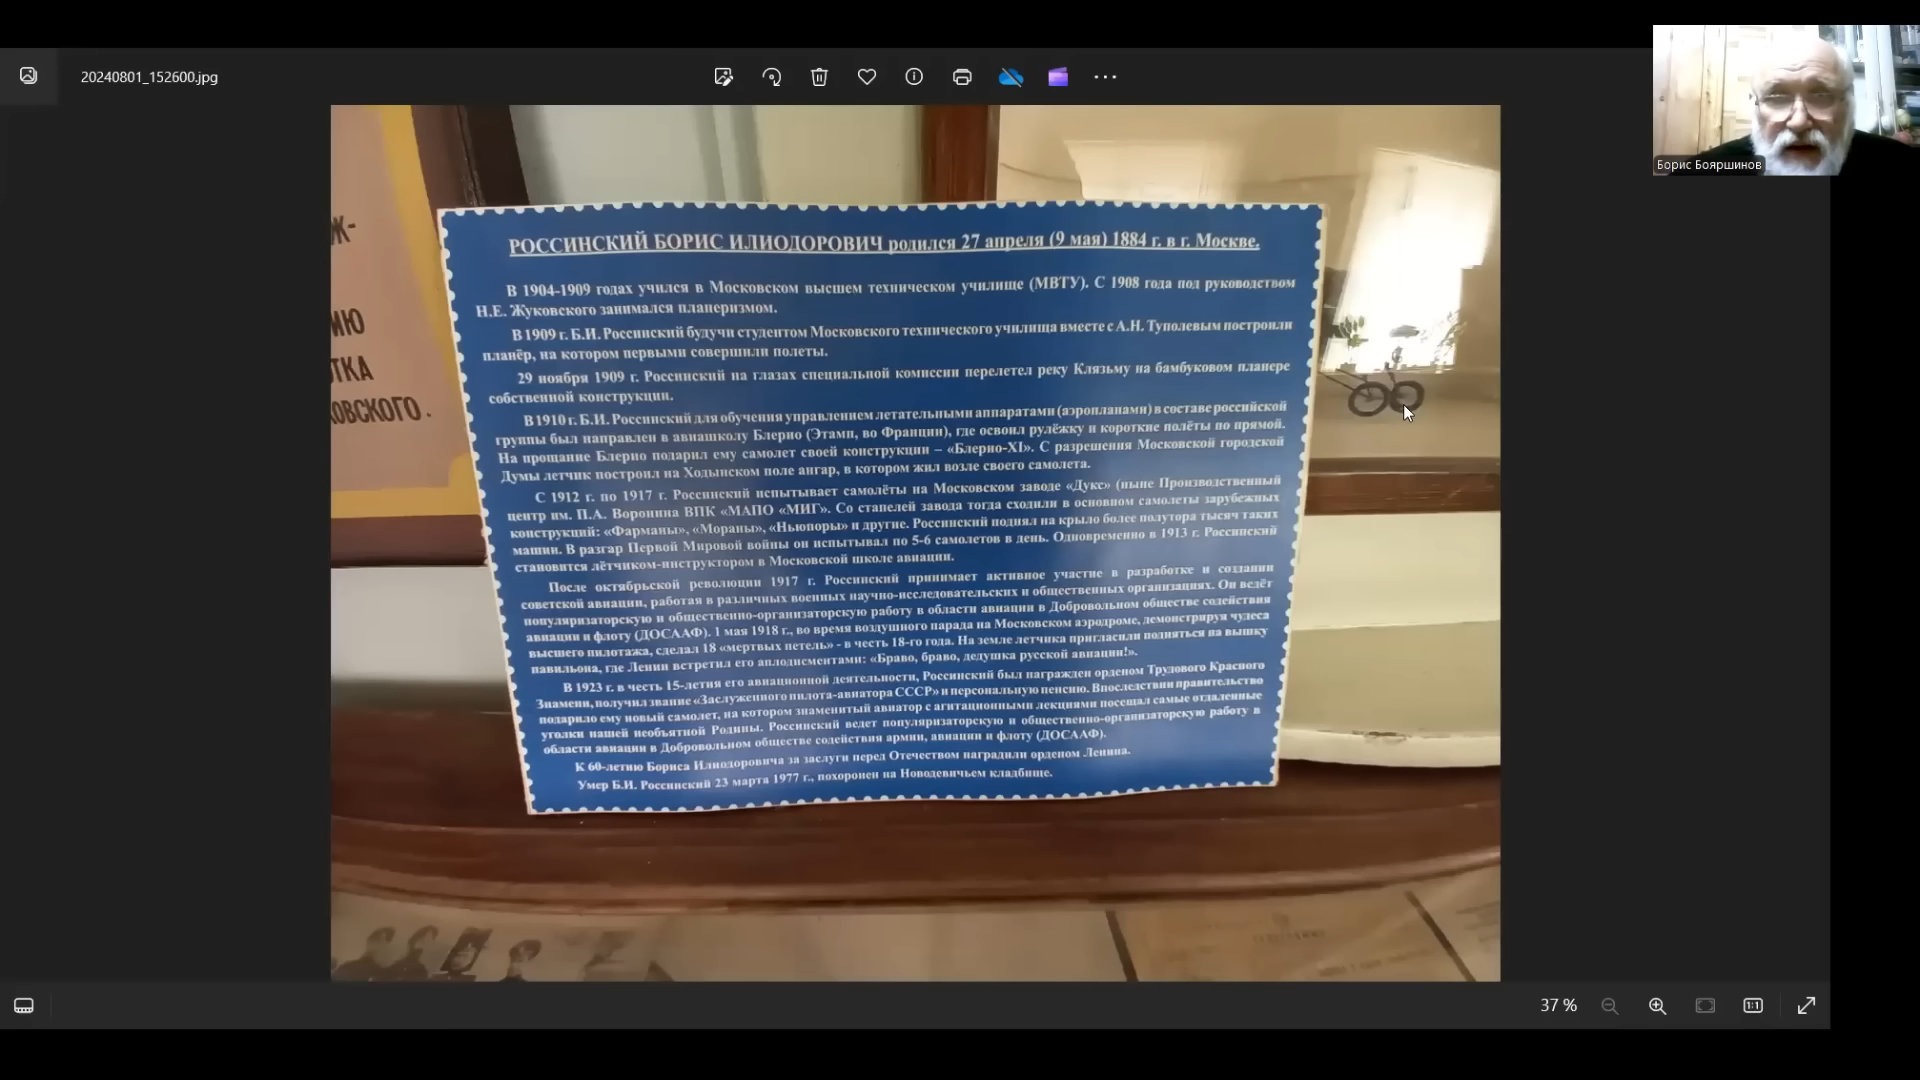 20240801_152600.jpg
Борис Бояршинов
Ж-
ИЮ
ТКА
КОВСКОГО.
РОССИНСКИЙ БОРИС ИЛИОДОРОВИЧ родился 27 апреля (9 мая) 1884 г. в г. Москве.
В 1904-1909 годах учился в Московском высшем техническом училище (МВТУ). С 1908 года под руководством
Н.Е. Жуковского занимался планеризмом.
В 1909 г. Б.И. Россинский будучи студентом Московского технического училища вместе с А.Н. Туполевым построили
планёр, на котором первыми совершили полеты.
29 ноября 1909 г. Россинский на глазах специальной комиссии перелетел реку Клязьму на бамбуковом планере
собственной конструкции.
В 1910 г. Б.И. Россинский для обучения управлением летательными аппаратами (аэропланами) в составе российской
группы был направлен в авиашколу Блерио (Этамп, во Франции), где освоил рулёжку и короткие полёты по прямой.
На прощание Блерио подарил ему самолет своей конструкции – «Блерио-XI». С разрешения Московской городской
Думы летчик построил на Ходынском поле ангар, в котором жил возле своего самолета.
С 1912 г. по 1917 г. Россинский испытывает самолёты на Московском заводе «Дукс» (ныне Производственный
центр им. П.А. Воронина ВПК «МАПО «МИГ». Со стапелей завода тогда сходили в основном самолеты зарубежных
конструкций: «Фарманы», «Мораны», «Ньюпоры» и другие. Россинский поднял на крыло более полутора тысяч таких
машин. В разгар Первой Мировой войны он испытывал по 5-6 самолетов в день. Одновременно в 1913 г. Россинский
становится лётчиком-инструктором в Московской школе авиации.
После октябрьской революции 1917 г. Россинский принимает активное участие в разработке и создании
советской авиации, работая в различных военных научно-исследовательских и общественных организациях. Он ведёт
популяризаторскую и общественно-организаторскую работу в области авиации в Добровольном обществе содействия
авиации и флоту (ДОСААФ). 1 мая 1918 г., во время воздушного парада на Московском аэродроме, демонстрируя чудеса
высшего пилотажа, сделал 18 «мертвых петель» - в честь 18-го года. На земле летчика пригласили подняться на вышку
павильона, где Ленин встретил его аплодисментами: «Браво, браво, дедушка русской авиации!».
В 1923 г. в честь 15-летия его авиационной деятельности, Россинский был награжден орденом Трудового Красного
Знамени, получил звание «Заслуженного пилота-авиатора СССР» и персональную пенсию. Впоследствии правительство
подарило ему новый самолет, на котором знаменитый авиатор с агитационными лекциями посещал самые отдаленные
уголки нашей необъятной Родины. Россинский ведет популяризаторскую и общественно-организаторскую работу в
области авиации в Добровольном обществе содействия армии, авиации и флоту (ДОСААФ).
К 60-летию Бориса Илиодоровича за заслуги перед Отечеством наградили орденом Ленина.
Умер Б.И. Россинский 23 марта 1977 г., похоронен на Новодевичьем кладбище.
37 %